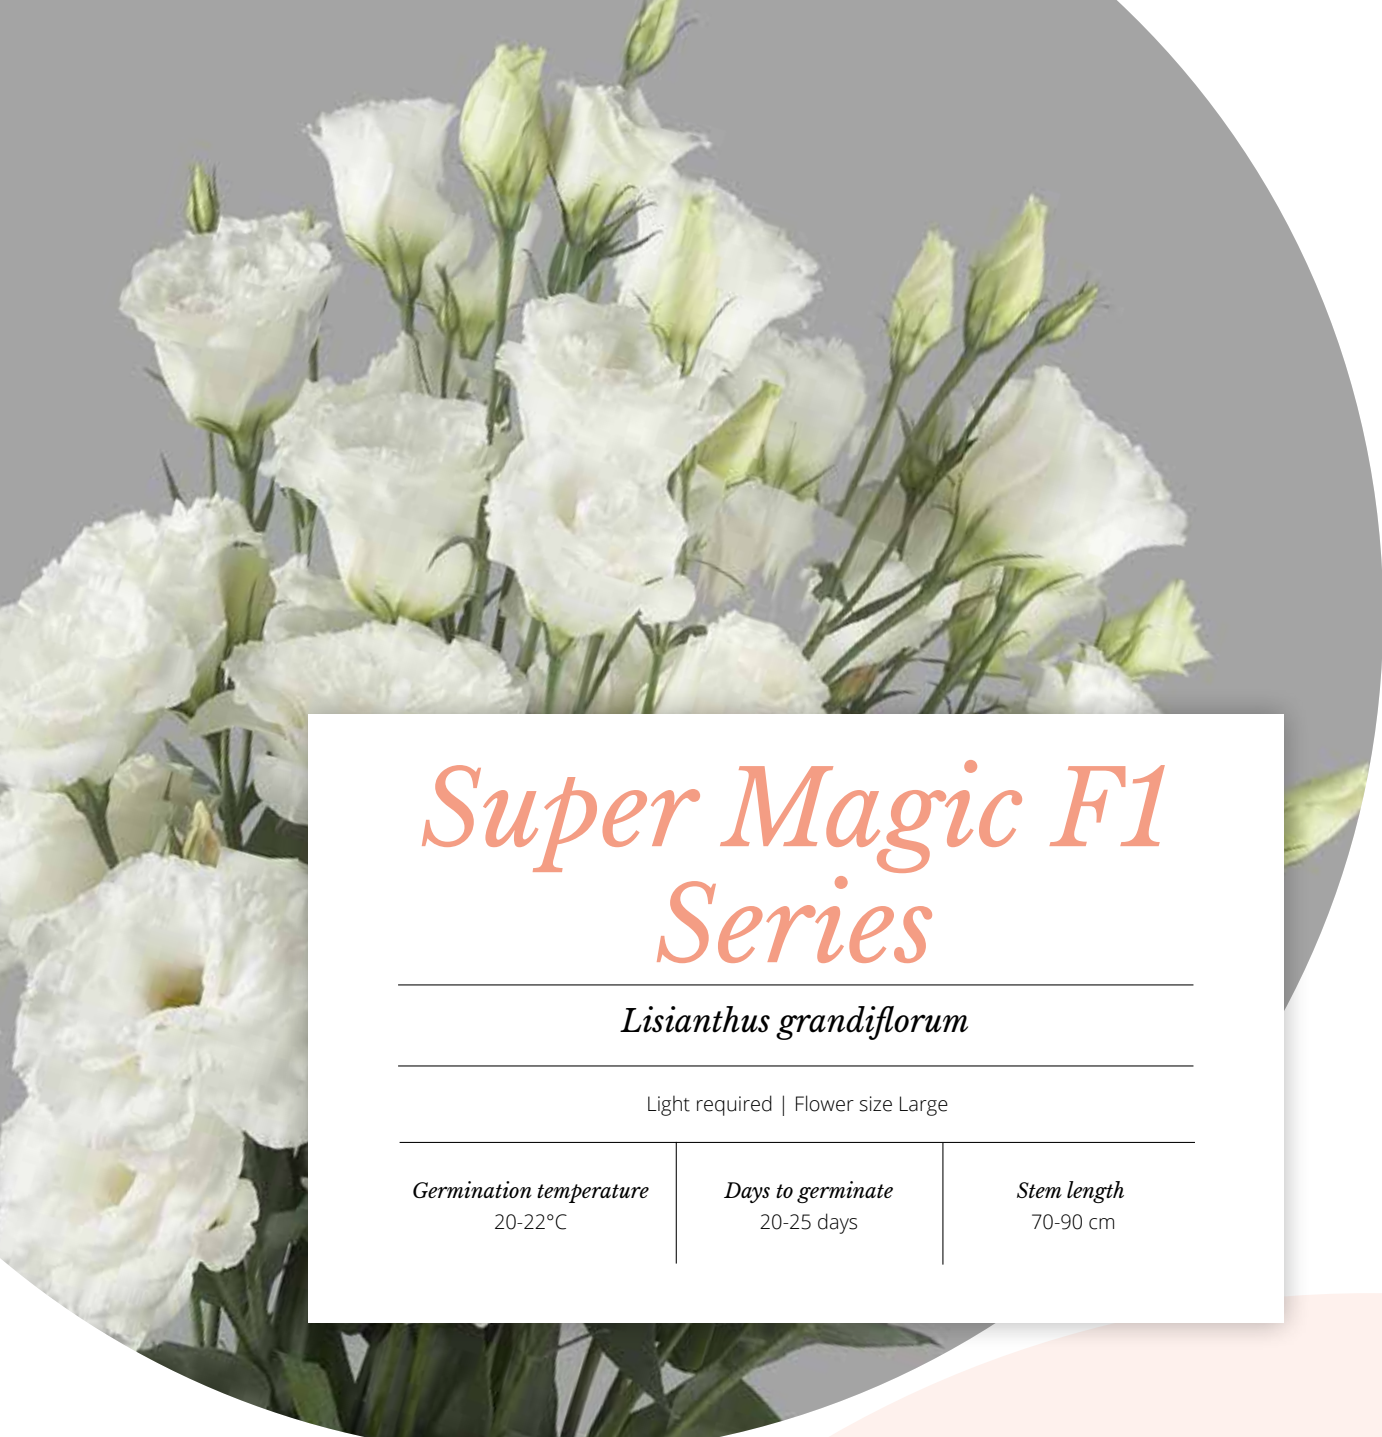 Super Magic F1
Series
Lisianthus grandiflorum
Light required | Flower size Large
Germination temperature
20-22°C
Days to germinate
20-25 days
Stem length
70-90 cm